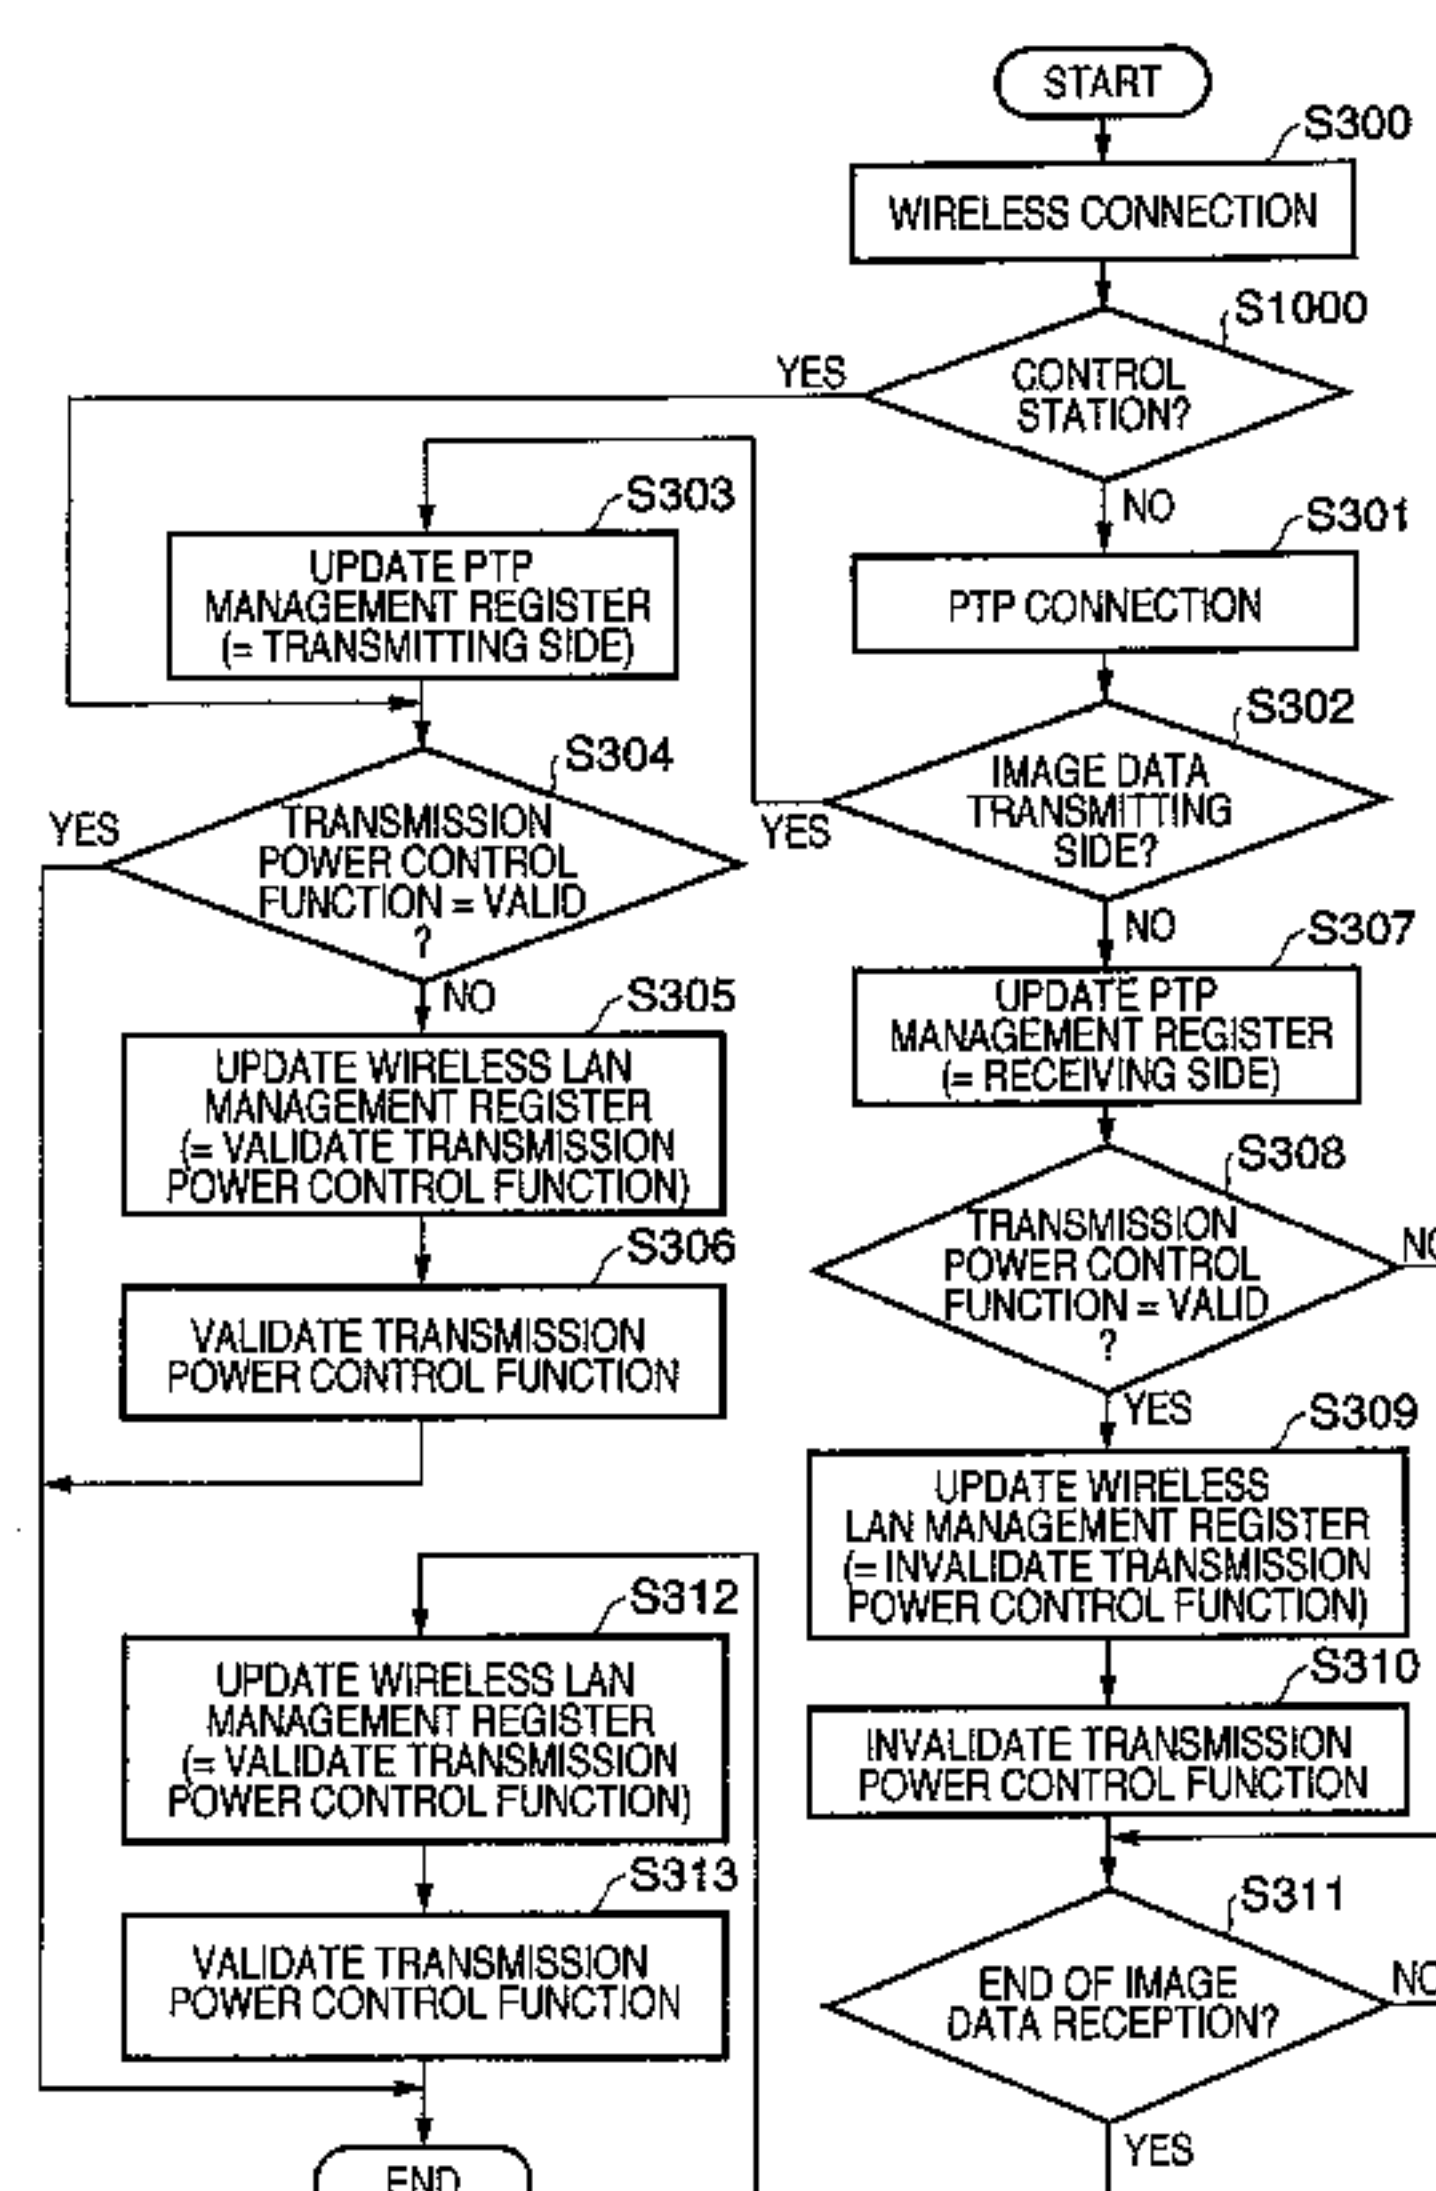 START
S300
WIRELESS CONNECTION
S1000
YES
CONTROL
STATION?
NO
S301
PTP CONNECTION
S302
IMAGE DATA
TRANSMITTING
SIDE?
YES
NO
S303
UPDATE PTP
MANAGEMENT REGISTER
(= TRANSMITTING SIDE)
S304
YES
TRANSMISSION
POWER CONTROL
FUNCTION = VALID
?
NO
S305
UPDATE WIRELESS LAN
MANAGEMENT REGISTER
(= VALIDATE TRANSMISSION
POWER CONTROL FUNCTION)
S306
VALIDATE TRANSMISSION
POWER CONTROL FUNCTION
S307
UPDATE PTP
MANAGEMENT REGISTER
(= RECEIVING SIDE)
S308
TRANSMISSION
POWER CONTROL
FUNCTION = VALID
?
NO
YES
S309
UPDATE WIRELESS
LAN MANAGEMENT REGISTER
(= INVALIDATE TRANSMISSION
POWER CONTROL FUNCTION)
S310
INVALIDATE TRANSMISSION
POWER CONTROL FUNCTION
S311
END OF IMAGE
DATA RECEPTION?
NO
YES
S312
UPDATE WIRELESS LAN
MANAGEMENT REGISTER
(= VALIDATE TRANSMISSION
POWER CONTROL FUNCTION)
S313
VALIDATE TRANSMISSION
POWER CONTROL FUNCTION
END